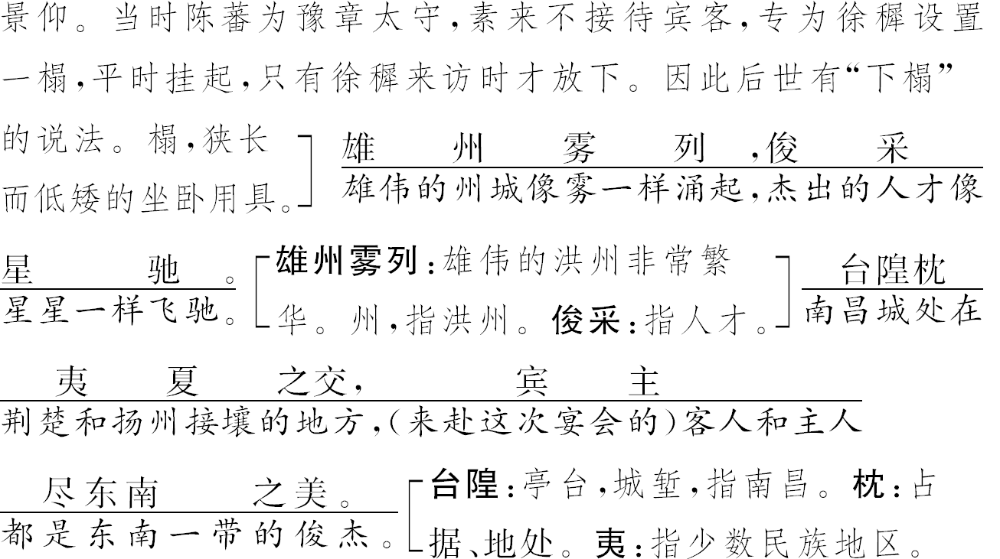 景仰。当时陈蕃为豫章太守,素来不接待宾客,专为徐穉设置
一榻,平时挂起,只有徐穉来访时才放下。因此后世有“下榻”
的说法。榻,狭长
而低矮的坐卧用具。]
雄州雾列,俊采
雄伟的州城像雾一样涌起,杰出的人才像
星驰。
星星一样飞驰。
[雄州雾列:雄伟的洪州非常繁
华。州,指洪州。俊采:指人才。]
台隍枕
南昌城处在
夷夏之交,宾主
荆楚和扬州接壤的地方,(来赴这次宴会的)客人和主人
尽东南之美。
都是东南一带的俊杰。
[台隍:亭台,城堑,指南昌。枕:占
据、地处。夷:指少数民族地区。